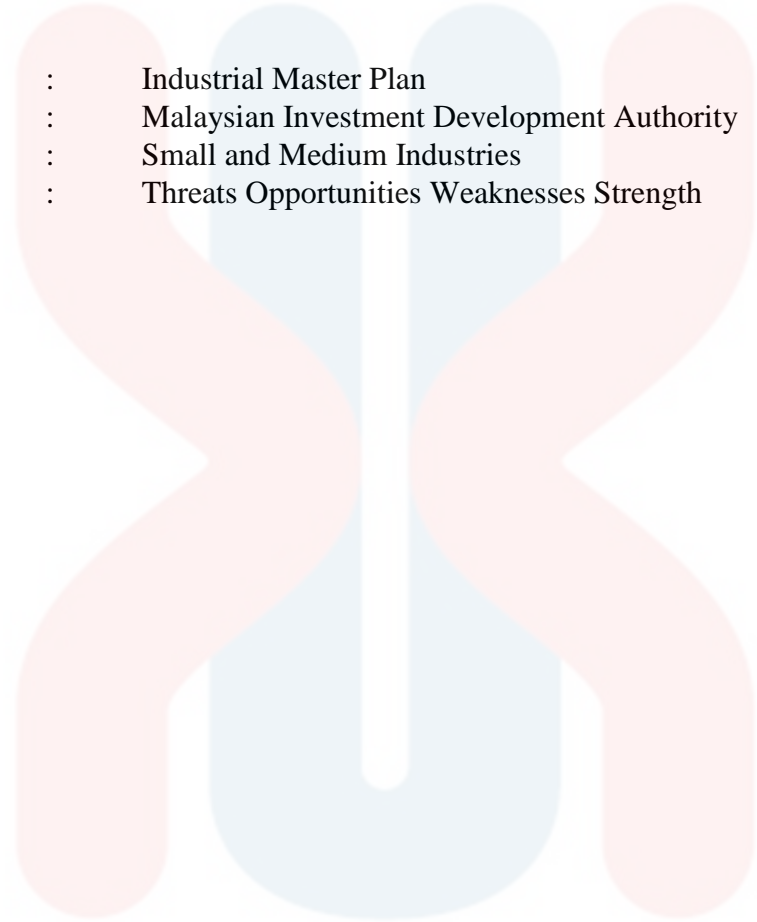 : Industrial Master Plan
: Malaysian Investment Development Authority
: Small and Medium Industries
: Threats Opportunities Weaknesses Strength